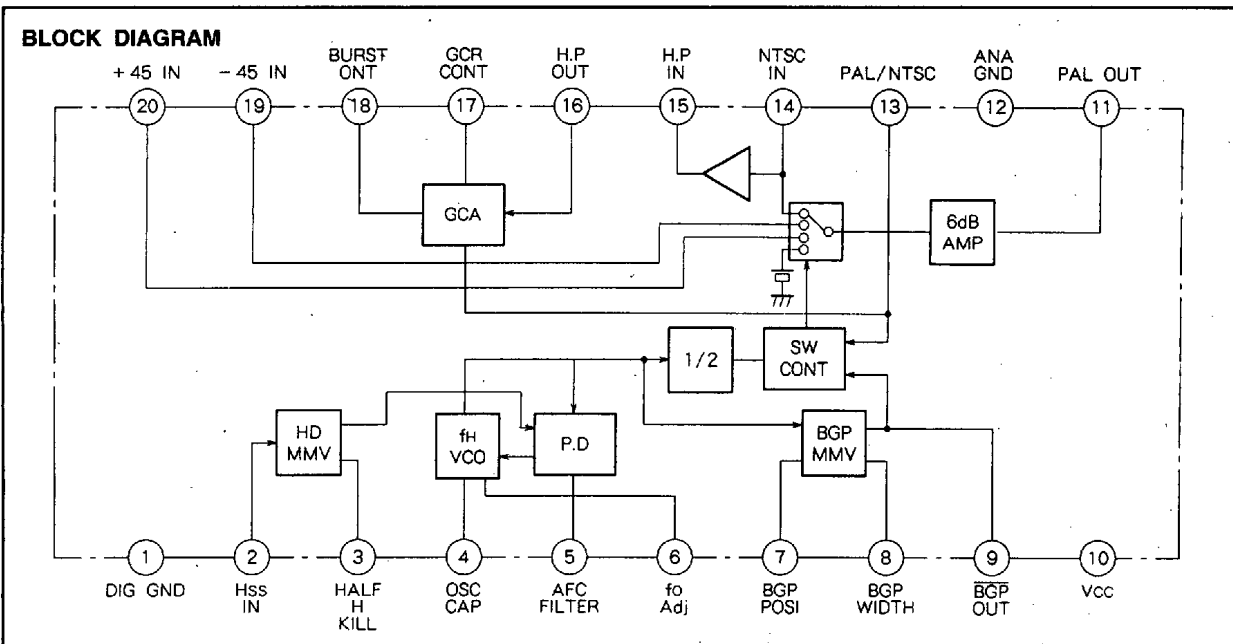 BLOCK DIAGRAM
+ 45 IN
- 45 IN
BURST
ONT
GCR
CONT
H.P
OUT
H.P
IN
NTSC
IN
PAL/NTSC
ANA
GND
PAL OUT
20
19
18
17
16
15
14
13
12
11
GCA
6dB
AMP
1/2
SW
CONT
HD
MMV
fH
VCO
P.D
BGP
MMV
1
2
3
4
5
6
7
8
9
10
DIG GND
Hss
IN
HALF
H
KILL
OSC
CAP
AFC
FILTER
fo
Adj
BGP
POSI
BGP
WIDTH
BGP
OUT
Vcc